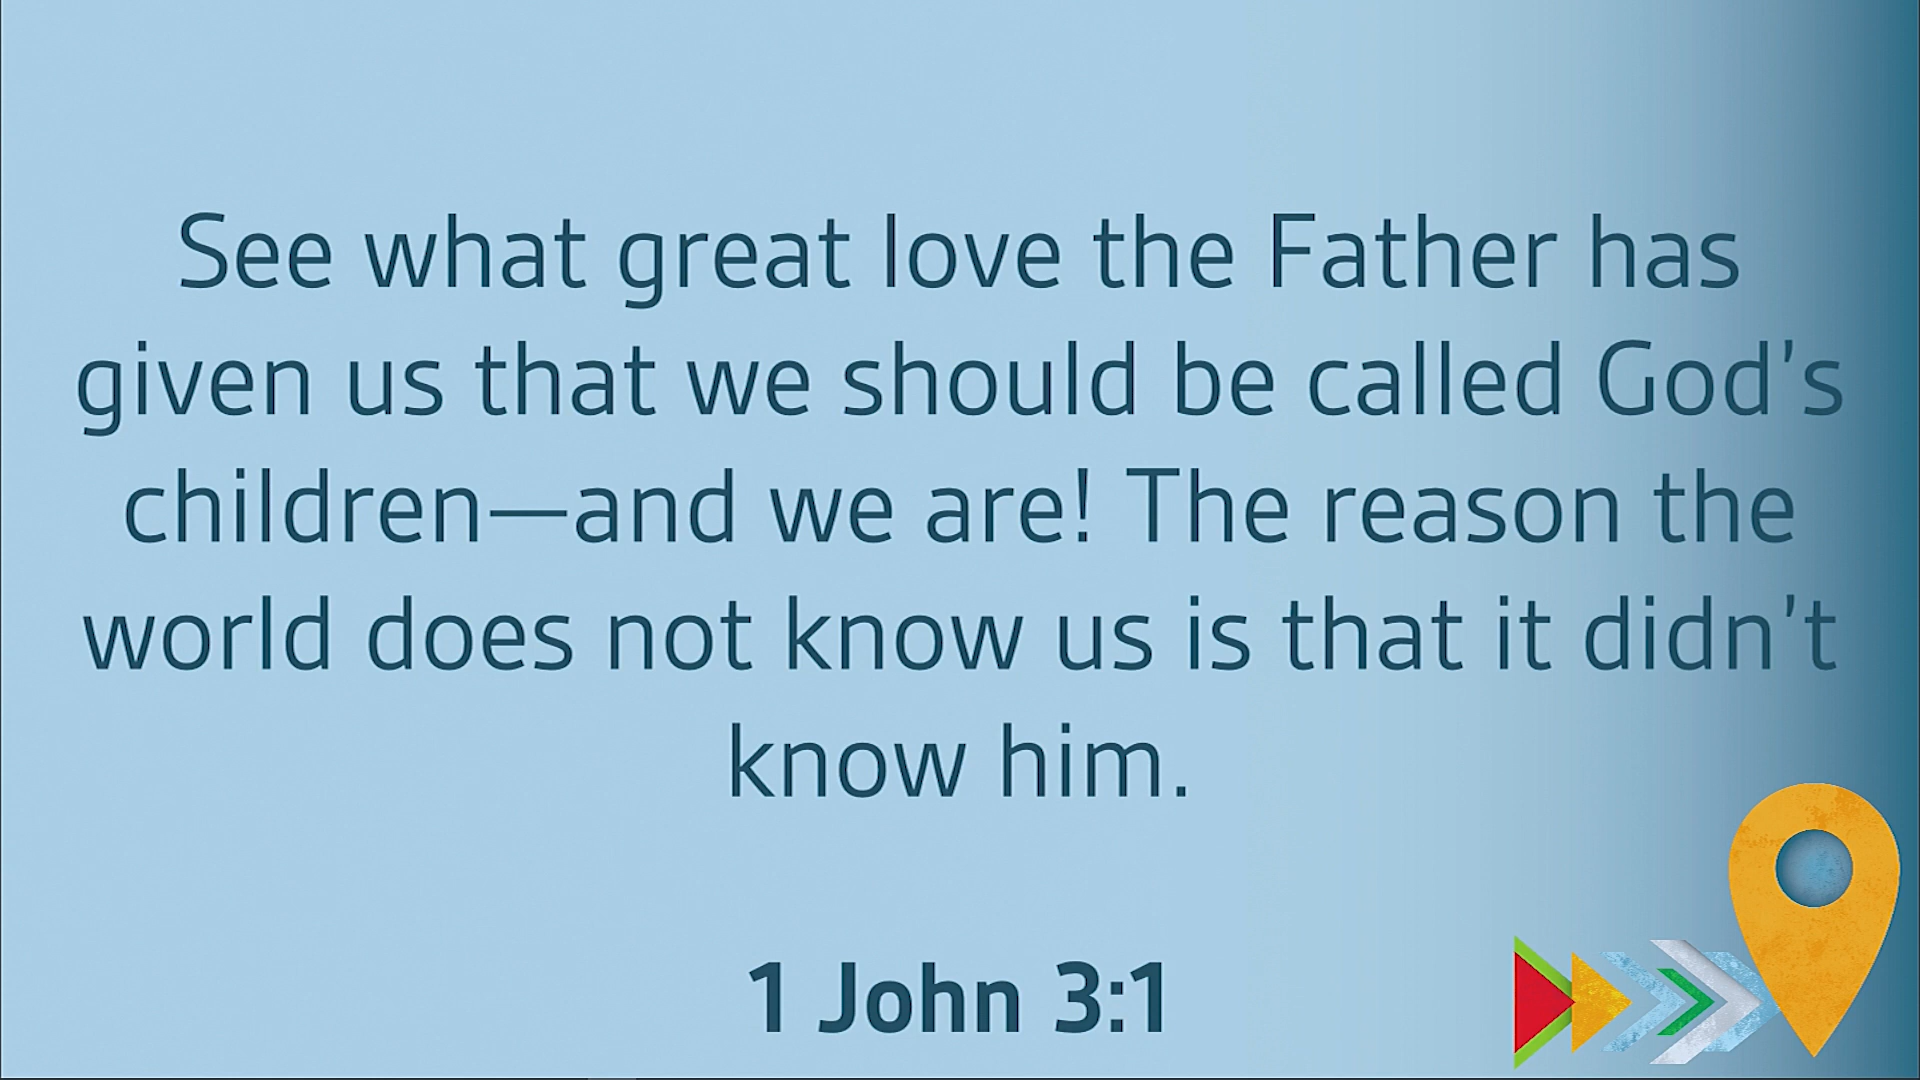 See what great love the Father has
given us that we should be called God's
children—and we are! The reason the
world does not know us is that it didn't
know him.
1 John 3:1